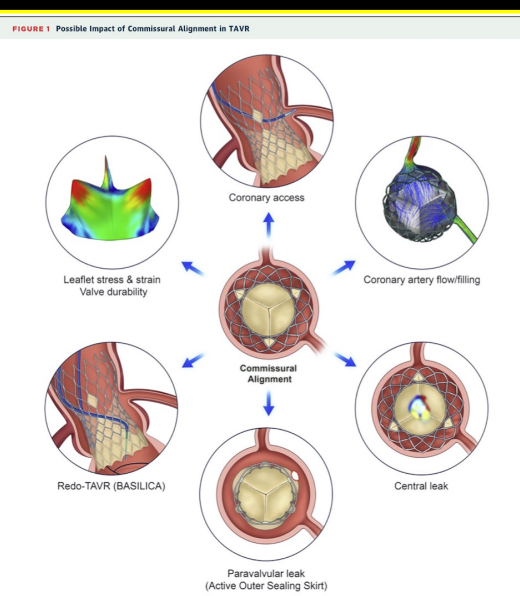 FIGURE 1 Possible Impact of Commissural Alignment in TAVR
Coronary access
Leaflet stress & strain
Valve durability
Coronary artery flow/filling
Commissural
Alignment
Redo-TAVR (BASILICA)
Central leak
Paravalvular leak
(Active Outer Sealing Skirt)